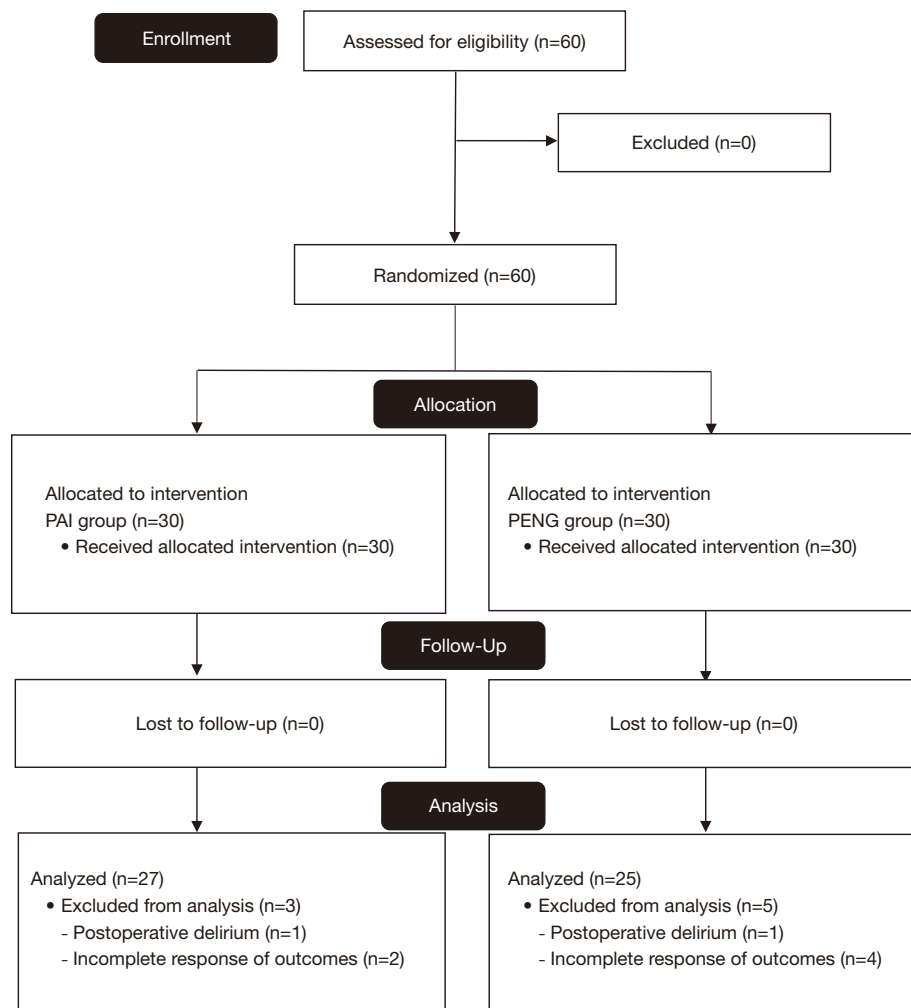 Enrollment
Assessed for eligibility (n=60)
Excluded (n=0)
Randomized (n=60)
Allocation
Allocated to intervention
PAI group (n=30)
• Received allocated intervention (n=30)
Allocated to intervention
PENG group (n=30)
• Received allocated intervention (n=30)
Follow-Up
Lost to follow-up (n=0)
Lost to follow-up (n=0)
Analysis
Analyzed (n=27)
• Excluded from analysis (n=3)
- Postoperative delirium (n=1)
- Incomplete response of outcomes (n=2)
Analyzed (n=25)
• Excluded from analysis (n=5)
- Postoperative delirium (n=1)
- Incomplete response of outcomes (n=4)